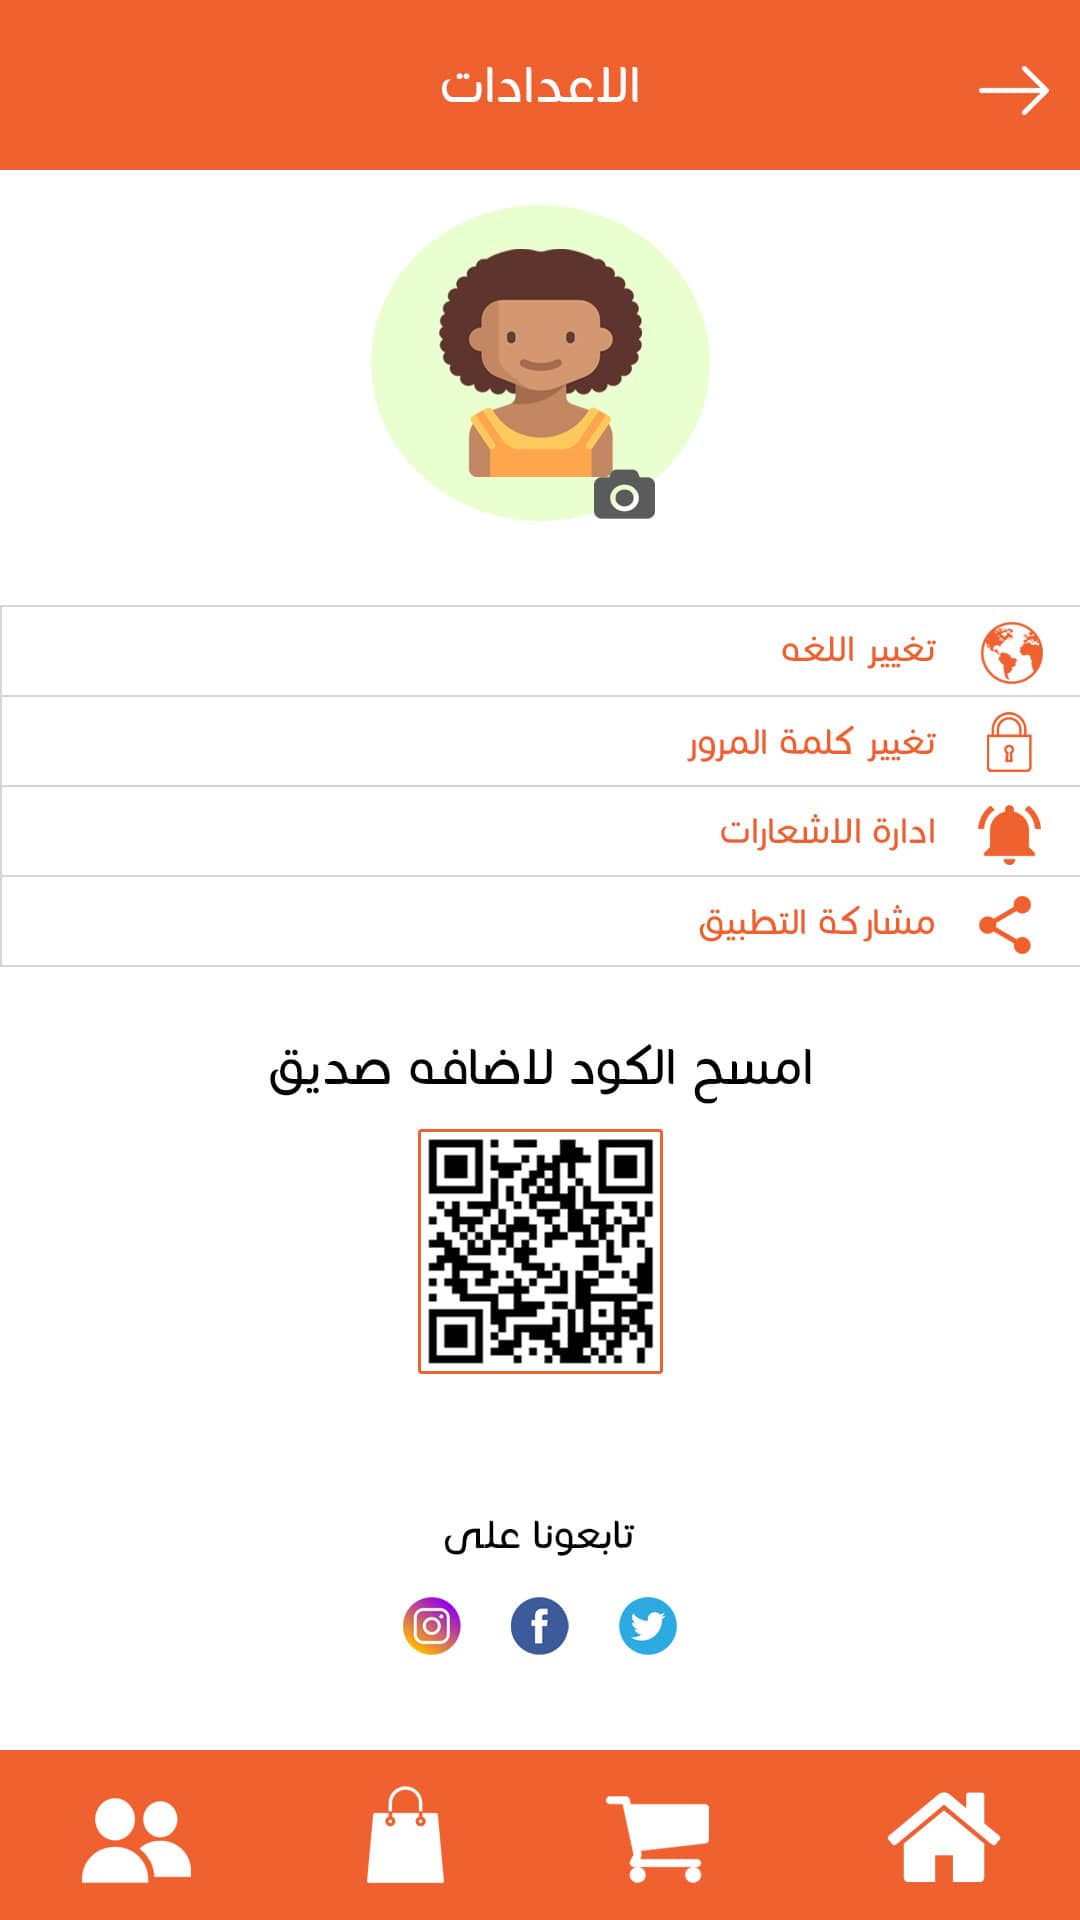 الاعدادات
تغيير اللغه
تغيير كلمة المرور
ادارة الاشعارات
مشاركة التطبيق
امسح الكود لاضافه صديق
تابعونا على